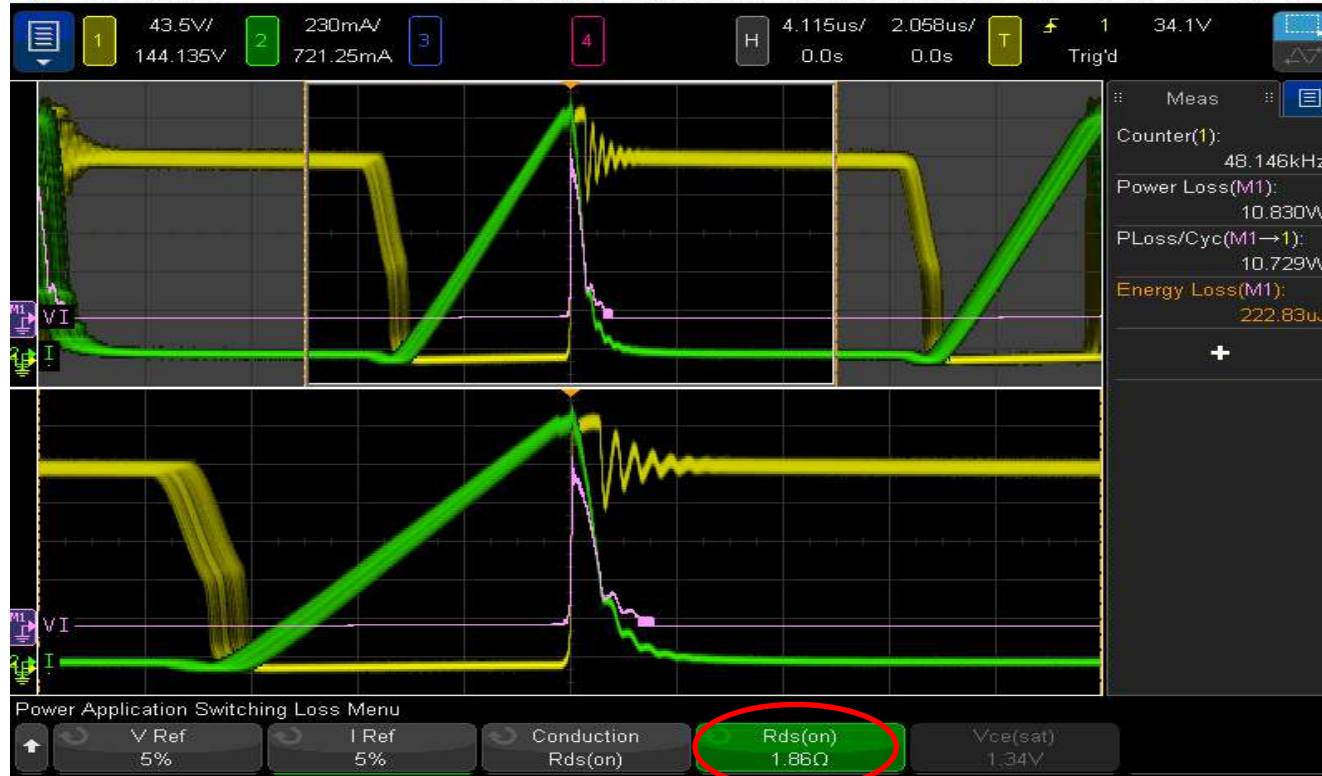 1 43.5V/ 2 230mA/ 3 4 H 4.115us/ 2.058us/ T 1 34.1V
144.135V 721.25mA 0.0s 0.0s Trig'd
Meas
Counter(1):
48.146kHz
Power Loss(M1):
10.830W
PLoss/Cyc(M1→1):
10.729W
Energy Loss(M1):
222.83uJ
+
M1 VI
I
M1 VI
I
Power Application Switching Loss Menu
V Ref I Ref Conduction Rds(on) Vce(sat)
5% 5% Rds(on) 1.86Ω 1.34V